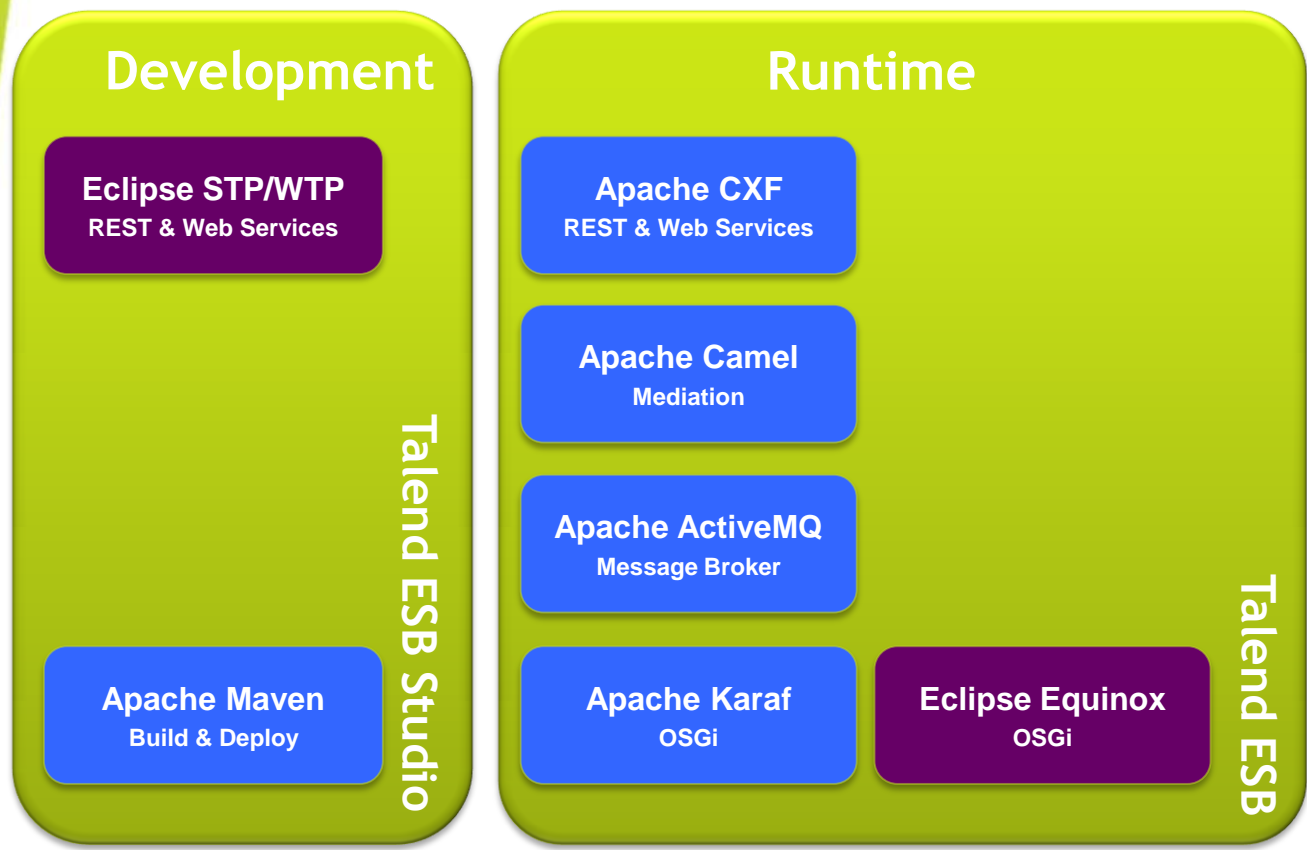 Development
Eclipse STP/WTP
REST & Web Services
Apache Maven
Build & Deploy
Talend ESB Studio
Runtime
Apache CXF
REST & Web Services
Apache Camel
Mediation
Apache ActiveMQ
Message Broker
Apache Karaf
OSGi
Eclipse Equinox
OSGi
Talend ESB